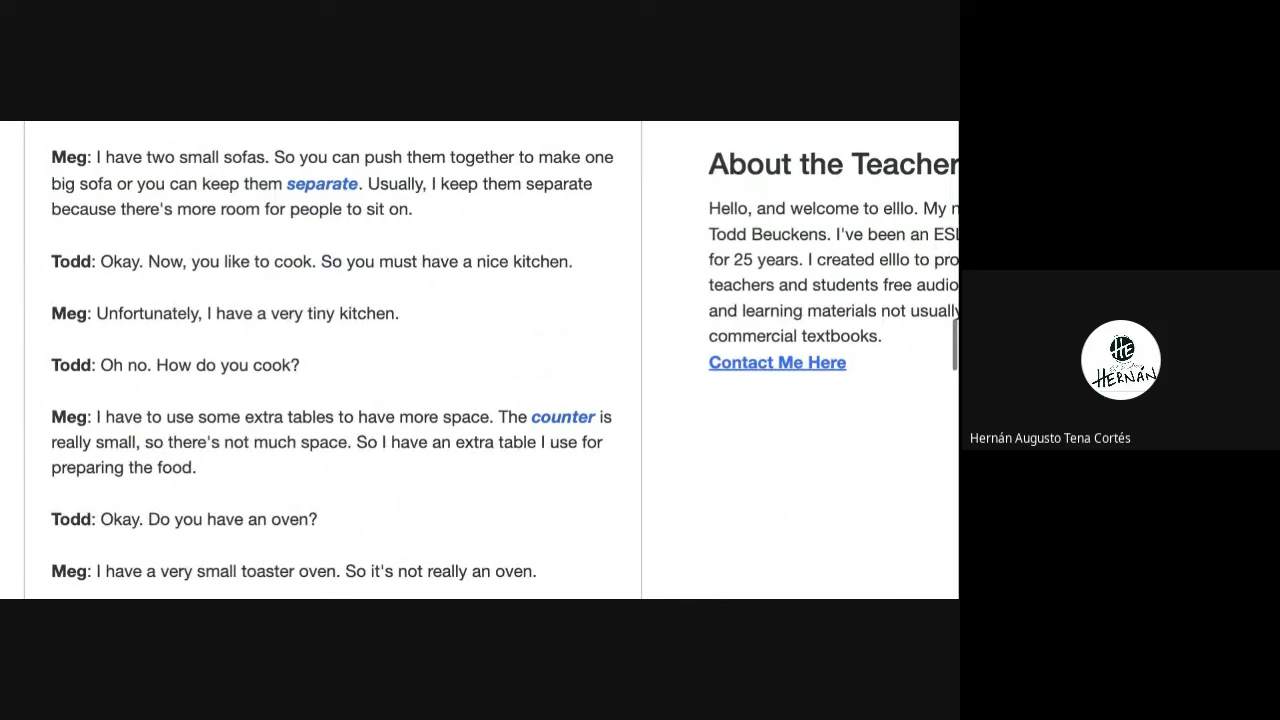 Meg: I have two small sofas. So you can push them together to make one
big sofa or you can keep them separate. Usually, I keep them separate
because there's more room for people to sit on.
Todd: Okay. Now, you like to cook. So you must have a nice kitchen.
Meg: Unfortunately, I have a very tiny kitchen.
Todd: Oh no. How do you cook?
Meg: I have to use some extra tables to have more space. The counter is
really small, so there's not much space. So I have an extra table I use for
preparing the food.
Todd: Okay. Do you have an oven?
Meg: I have a very small toaster oven. So it's not really an oven.
About the Teacher
Hello, and welcome to elllo. My
Todd Beuckens. I've been an ESL
for 25 years. I created elllo to
teachers and students free audio
and learning materials not usually
commercial textbooks.
Contact Me Here
HE
HERNÁN
Hernán Augusto Tena Cortés